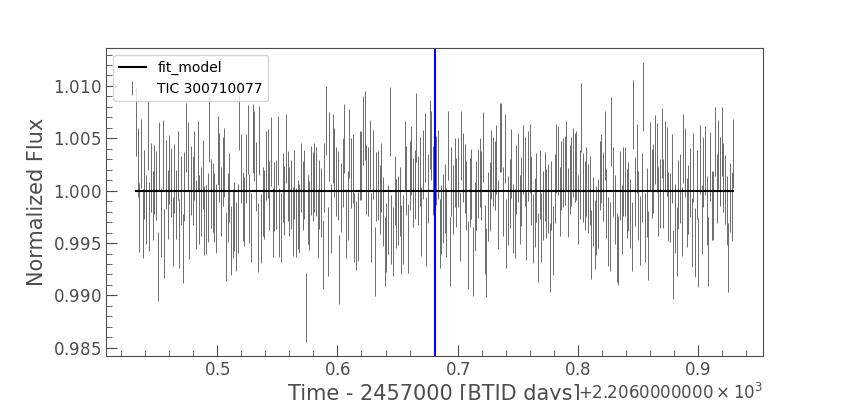 fit_model
TIC 300710077
Normalized Flux
1.010
1.005
1.000
0.995
0.990
0.985
0.5 0.6 0.7 0.8 0.9
Time - 2457000 [BTJD days]
+2.2060000000 × 10³